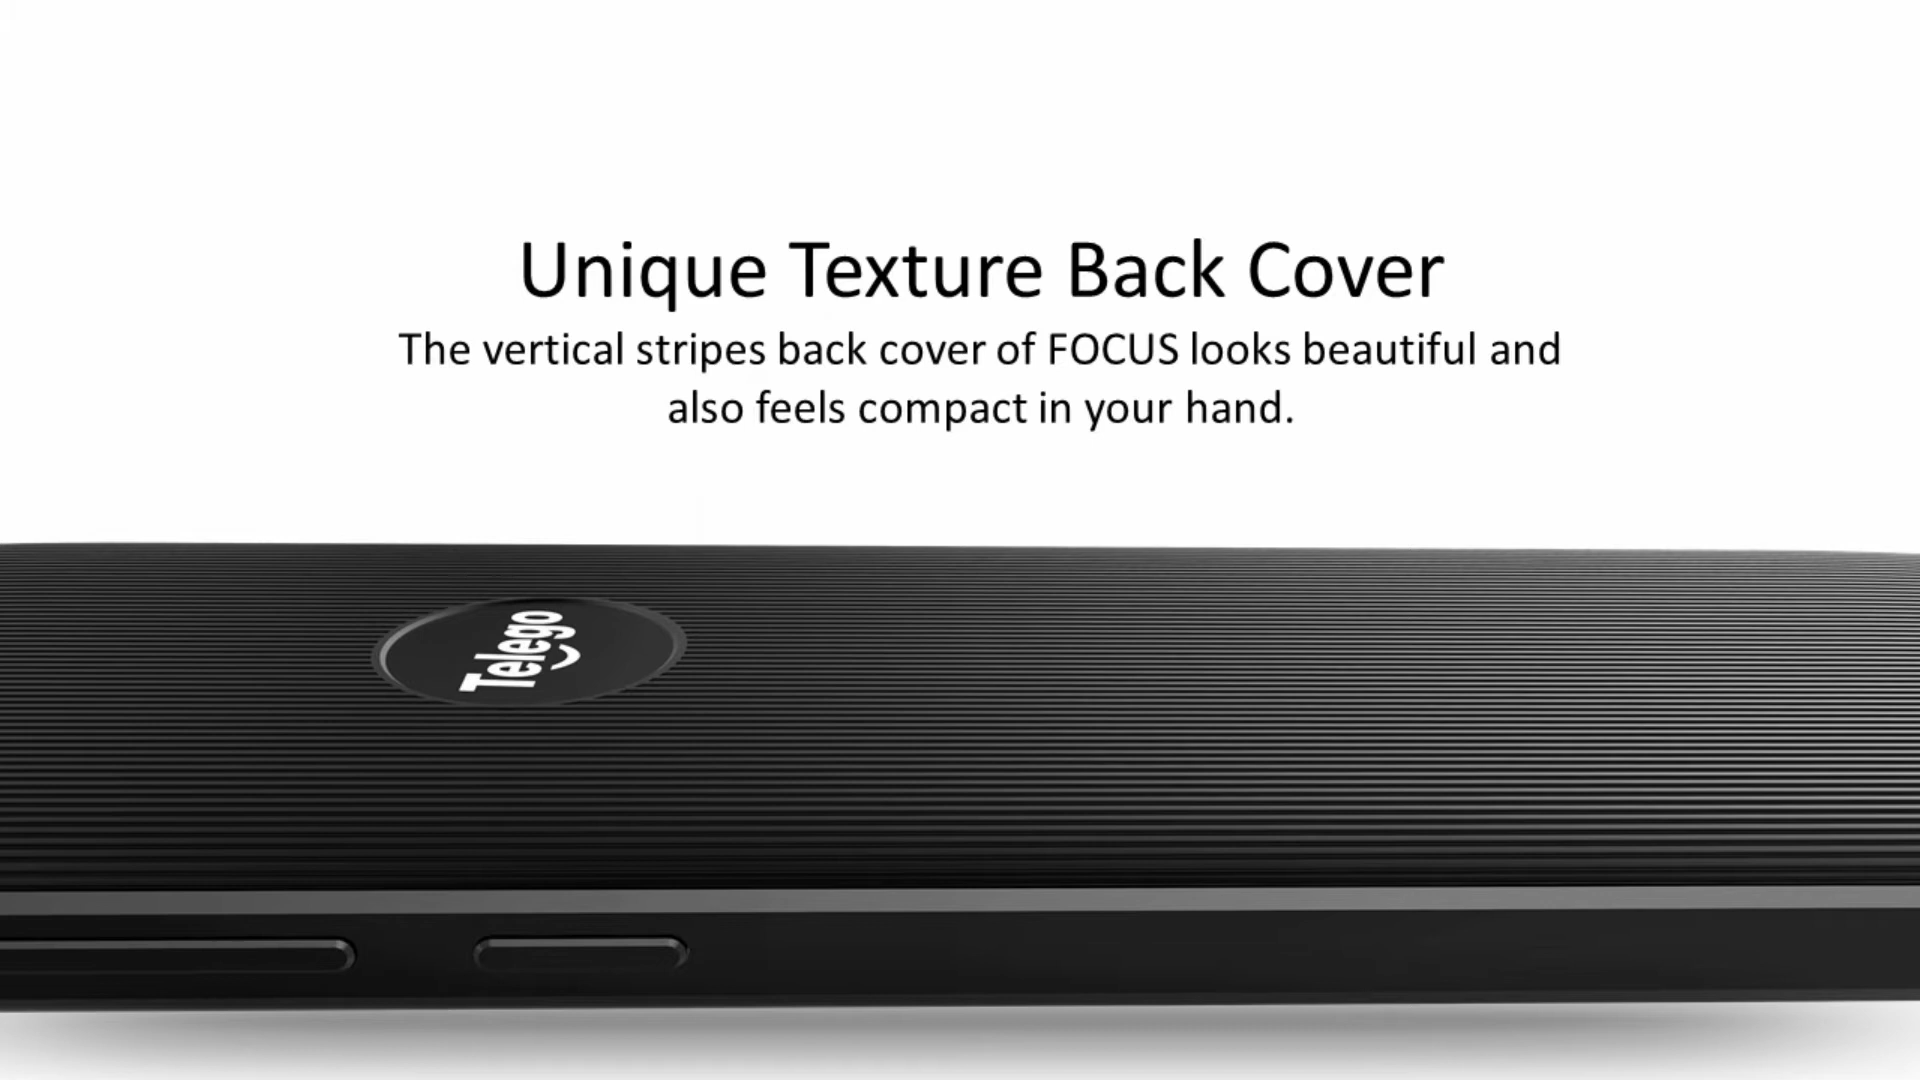 Unique Texture Back Cover
The vertical stripes back cover of FOCUS looks beautiful and
also feels compact in your hand.
Telego